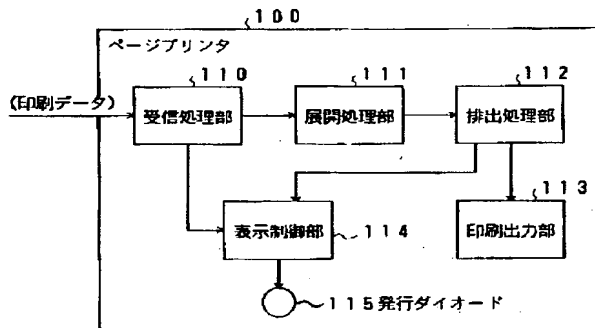 100
ページプリンタ
110
111
112
(印刷データ)
受信処理部
展開処理部
排出処理部
113
表示制御部
114
印刷出力部
115発行ダイオード